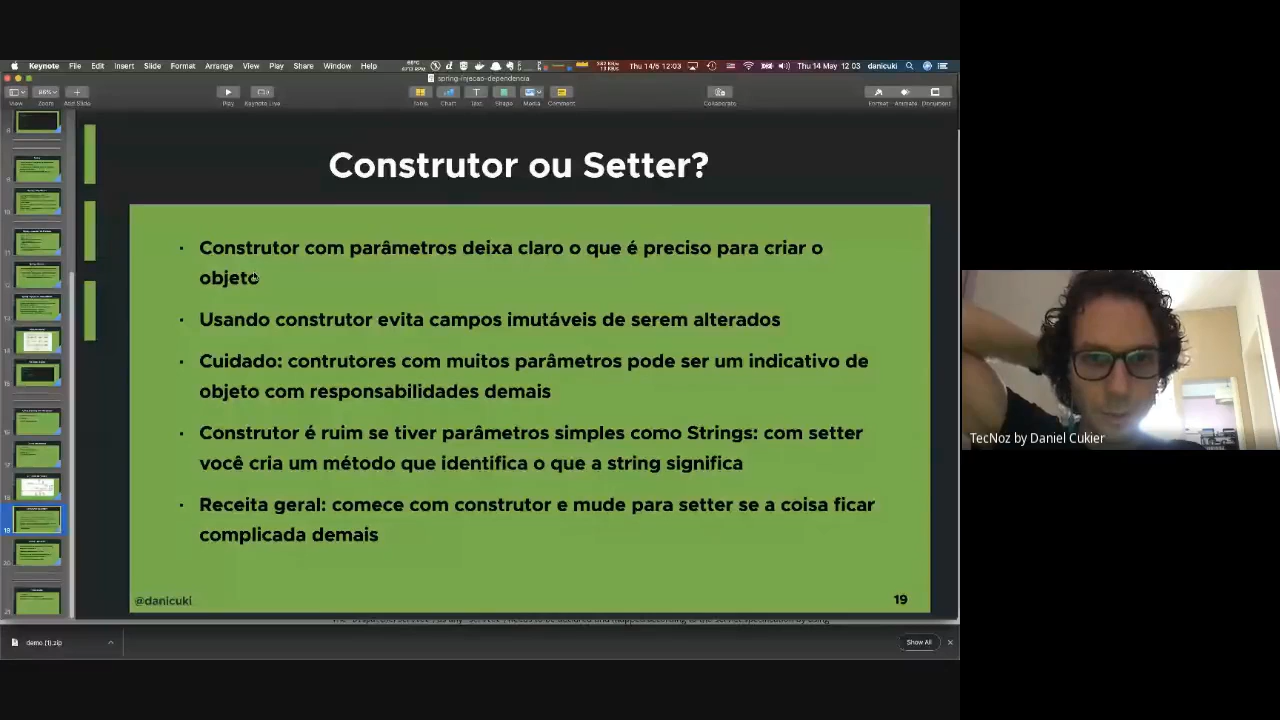 Keynote File Edit Insert Slide Format Arrange View Play Share Window Help Thu 14/5 12:03 Thu 14 May 12 03 danicuki
spring-injecao-dependencia
View Zoom Add Slide Play Keynote Live Table Chart Text Shape Media Comment Collaborate Format Animate Document
Construtor ou Setter?
· Construtor com parâmetros deixa claro o que é preciso para criar o
objeto
· Usando construtor evita campos imutáveis de serem alterados
· Cuidado: contrutores com muitos parâmetros pode ser um indicativo de
objeto com responsabilidades demais
· Construtor é ruim se tiver parâmetros simples como Strings: com setter
você cria um método que identifica o que a string significa
· Receita geral: comece com construtor e mude para setter se a coisa ficar
complicada demais
@danicuki
19
TecNoz by Daniel Cukier
demo (1).zip
Show All